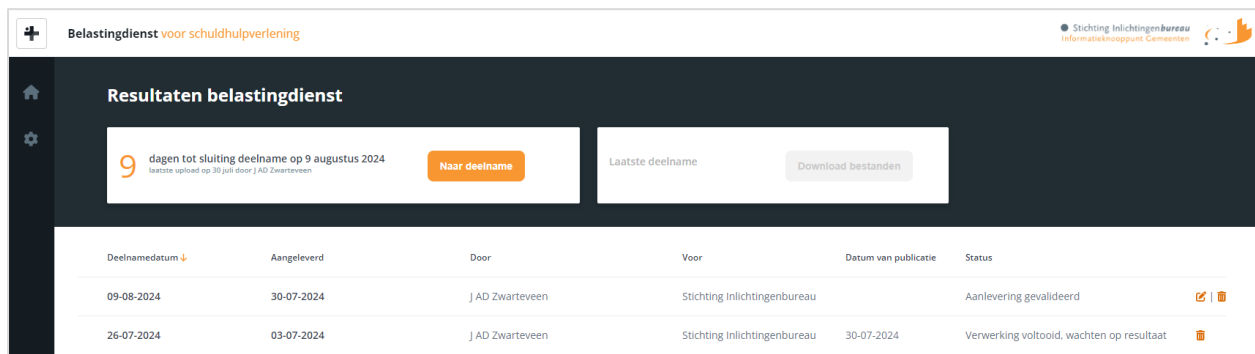 Belastingdienst voor schuldhulpverlening
Stichting Inlichtingenbureau
Informatieknooppunt Gemeenten
Resultaten belastingdienst
9
dagen tot sluiting deelname op 9 augustus 2024
laatste upload op 30 juli door J AD Zwarteveen
Naar deelname
Laatste deelname
Download bestanden
Deelnamedatum Aangeleverd Door Voor Datum van publicatie Status
09-08-2024 30-07-2024 J AD Zwarteveen Stichting Inlichtingenbureau Aanlevering gevalideerd
26-07-2024 03-07-2024 J AD Zwarteveen Stichting Inlichtingenbureau 30-07-2024 Verwerking voltooid, wachten op resultaat